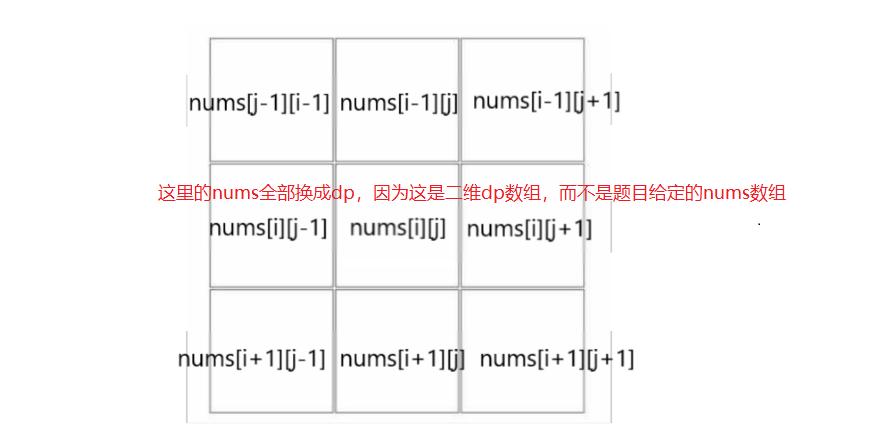 nums[j-1][i-1] nums[i-1][j] nums[i-1][j+1]
这里的nums全部换成dp，因为这是二维dp数组，而不是题目给定的nums数组
nums[i][j-1] nums[i][j] nums[i][j+1]
nums[i+1][j-1] nums[i+1][j] nums[i+1][j+1]